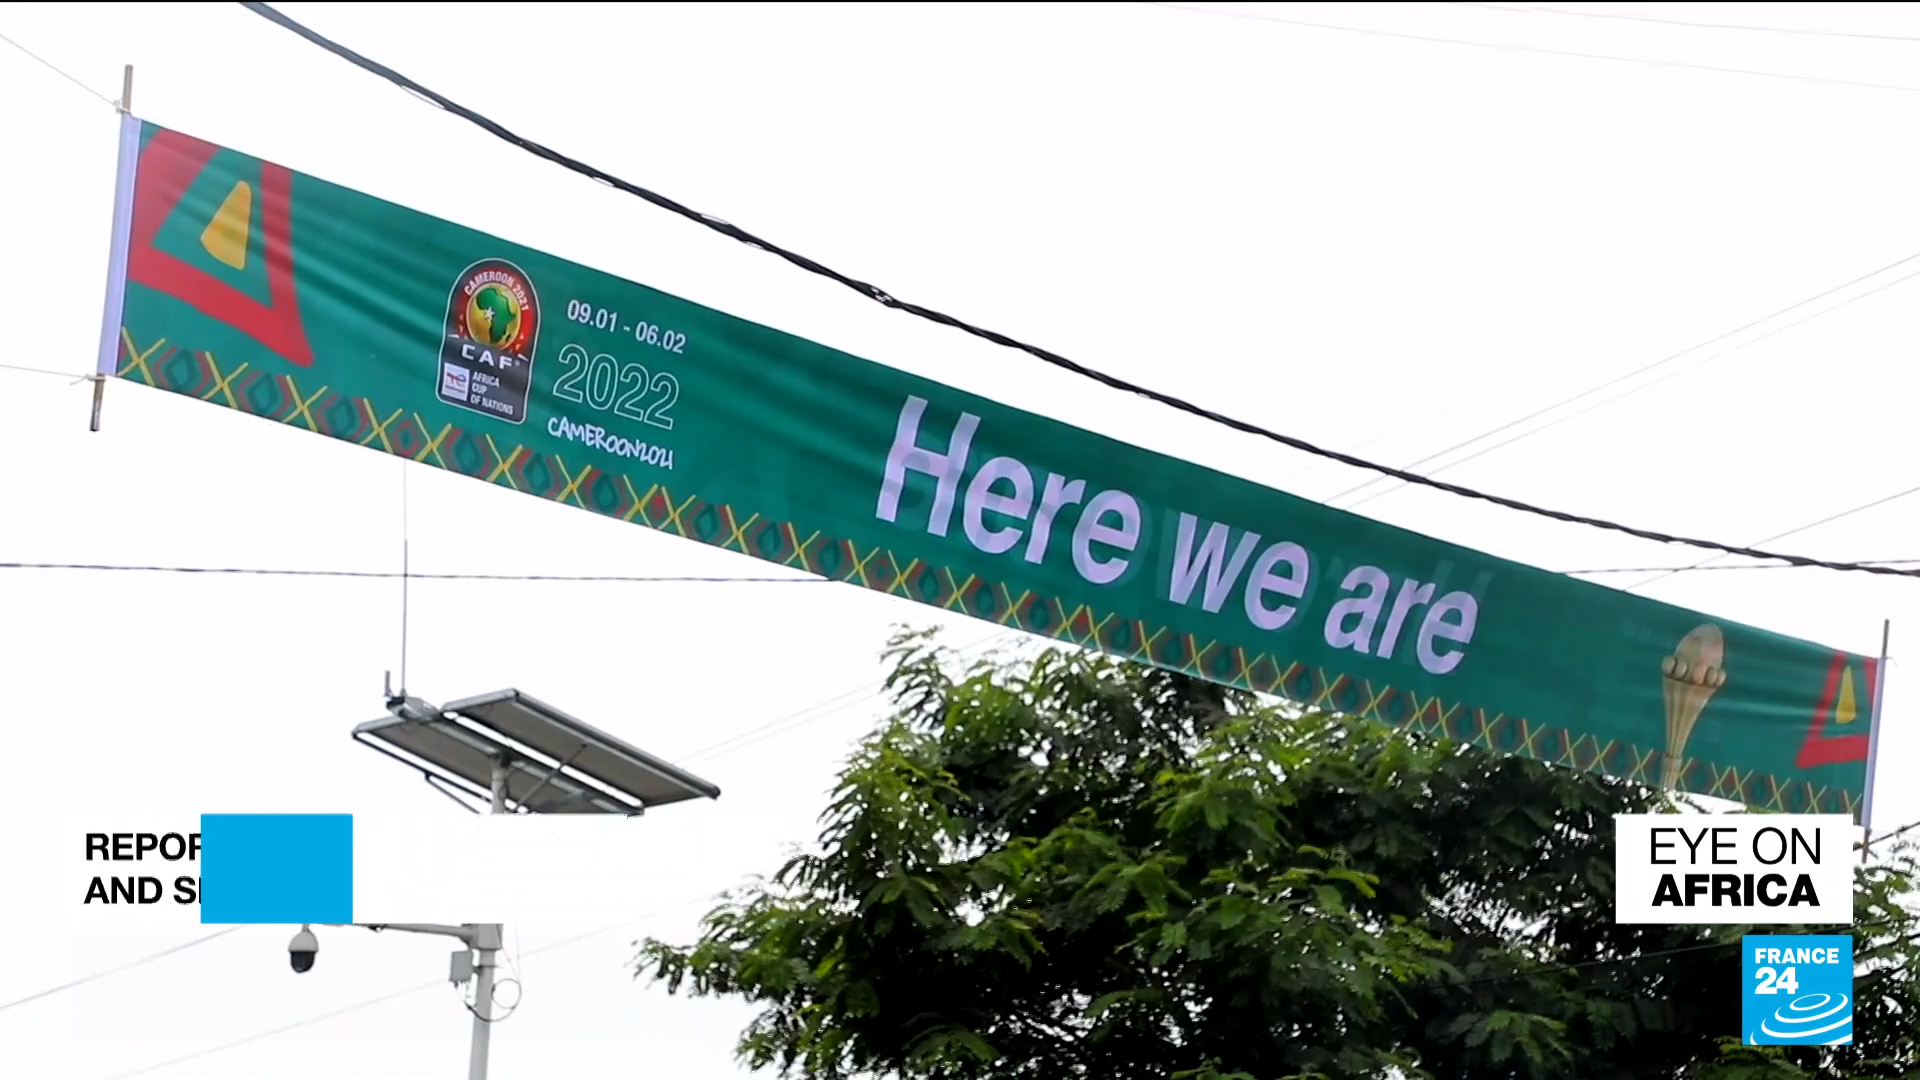 CAMEROON 2021
CAF
AFRICA
CUP
OF NATIONS
09.01 - 06.02
2022
CAMEROON2021
Here we are
EYE ON
AFRICA
FRANCE
24
AND